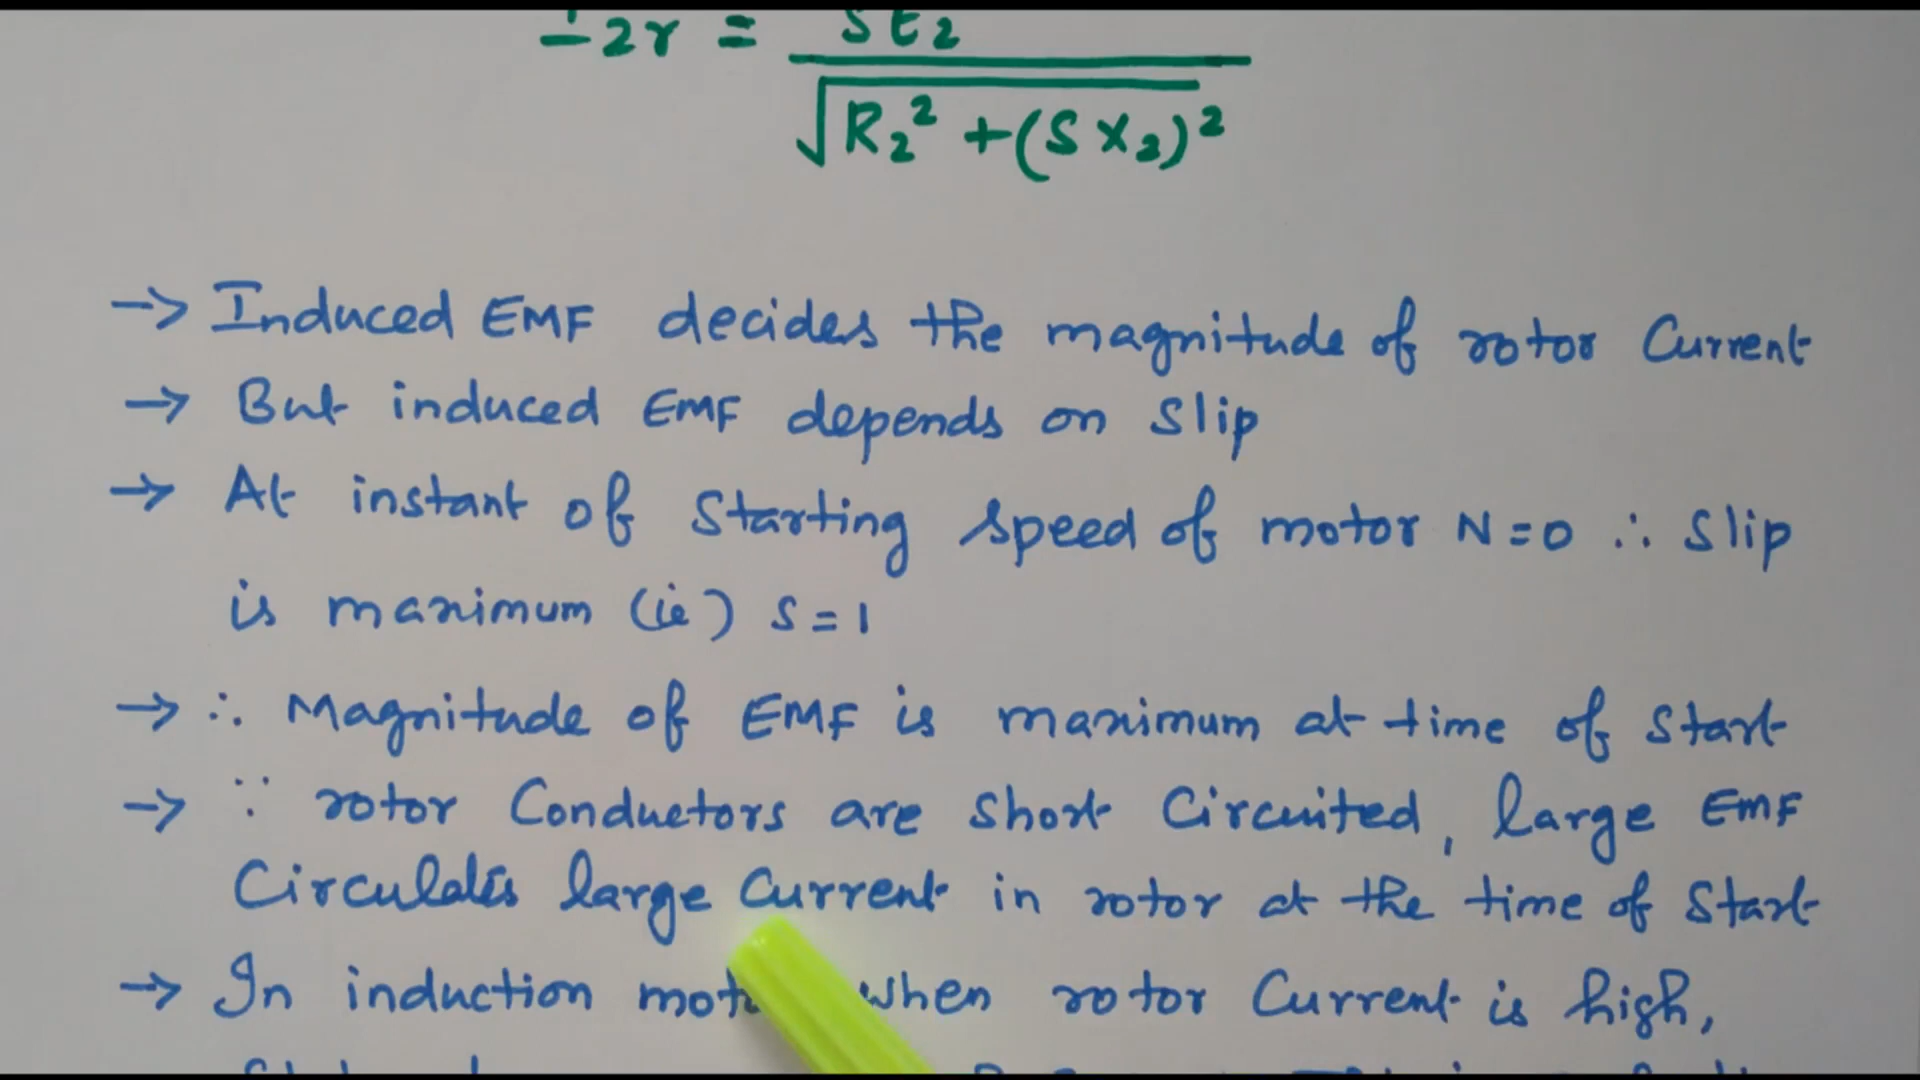 I2r = SE2
√R2² + (S X2)²
→ Induced EMF decides the magnitude of rotor Current
→ But induced EMF depends on Slip
→ At instant of Starting speed of motor N=0 ∴ Slip
is maximum (ie) S=1
→ ∴ Magnitude of EMF is maximum at time of Start
→ ∵ rotor Conductors are Short Circuited, large EMF
Circulates large Current in rotor at the time of Start
→ In induction when rotor Current is high,